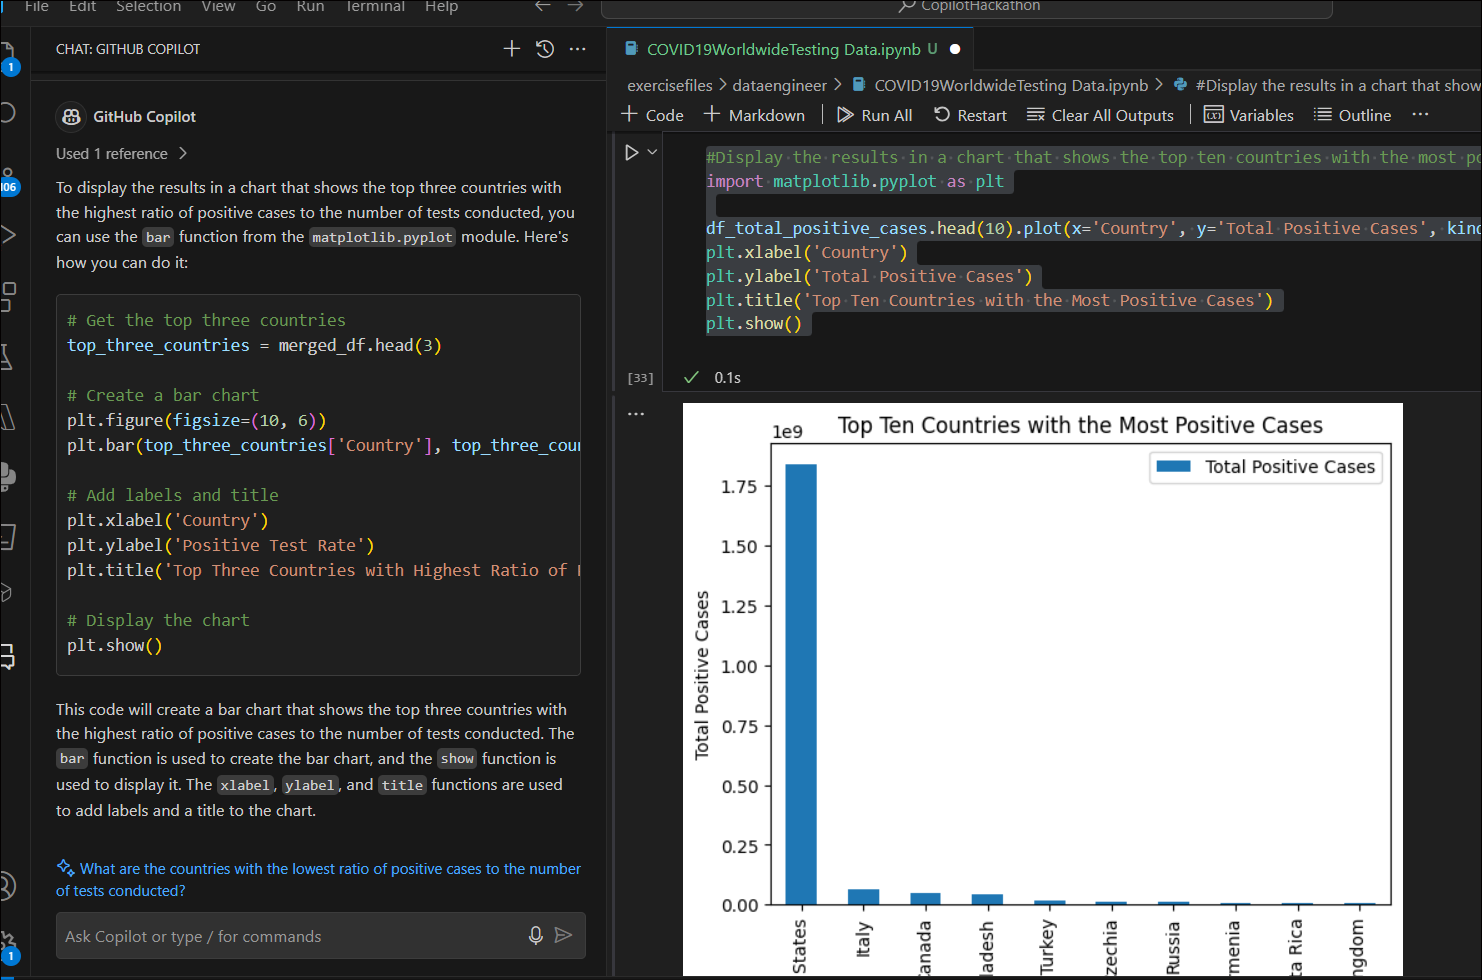 File Edit Selection View Go Run Terminal Help
CopilotHackathon
CHAT: GITHUB COPILOT
1
106
1
GitHub Copilot
Used 1 reference
To display the results in a chart that shows the top three countries with
the highest ratio of positive cases to the number of tests conducted, you
can use the bar function from the matplotlib.pyplot module. Here's
how you can do it:
# Get the top three countries
top_three_countries = merged_df.head(3)
# Create a bar chart
plt.figure(figsize=(10, 6))
plt.bar(top_three_countries['Country'], top_three_cou
# Add labels and title
plt.xlabel('Country')
plt.ylabel('Positive Test Rate')
plt.title('Top Three Countries with Highest Ratio of
# Display the chart
plt.show()
This code will create a bar chart that shows the top three countries with
the highest ratio of positive cases to the number of tests conducted. The
bar function is used to create the bar chart, and the show function is
used to display it. The xlabel, ylabel, and title functions are used
to add labels and a title to the chart.
What are the countries with the lowest ratio of positive cases to the number
of tests conducted?
Ask Copilot or type / for commands
COVID19WorldwideTesting Data.ipynb U
exercisefiles > dataengineer > COVID19WorldwideTesting Data.ipynb > #Display the results in a chart that show
+ Code + Markdown Run All Restart Clear All Outputs Variables Outline ...
#Display the results in a chart that shows the top ten countries with the most po
import matplotlib.pyplot as plt
df_total_positive_cases.head(10).plot(x='Country', y='Total Positive Cases', kind
plt.xlabel('Country')
plt.ylabel('Total Positive Cases')
plt.title('Top Ten Countries with the Most Positive Cases')
plt.show()
[33] 0.1s
...
Top Ten Countries with the Most Positive Cases
1e9
Total Positive Cases
1.75
1.50
1.25
1.00
0.75
0.50
0.25
0.00
Total Positive Cases
States
Italy
anada
ladesh
Turkey
zechia
Russia
menia
ta Rica
ngdom